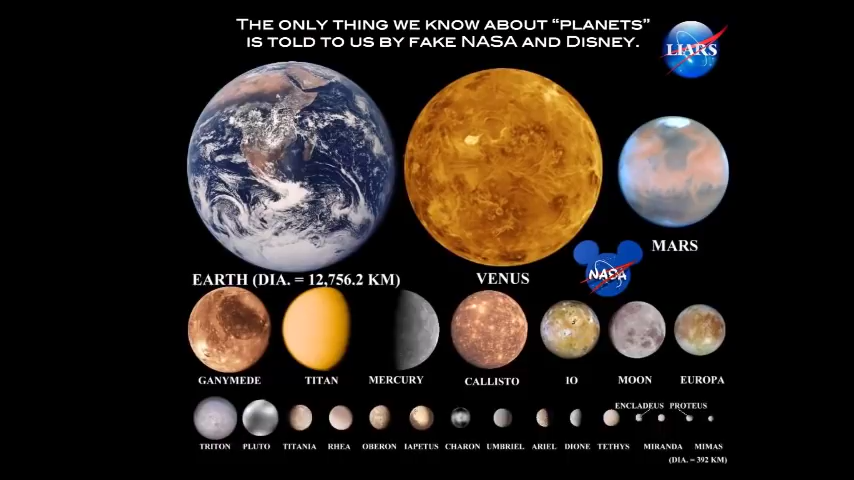 THE ONLY THING WE KNOW ABOUT “PLANETS”
IS TOLD TO US BY FAKE NASA AND DISNEY.
LIARS
EARTH (DIA. = 12,756.2 KM)
VENUS
MARS
NASA
GANYMEDE
TITAN
MERCURY
CALLISTO
IO
MOON
EUROPA
ENCLADEUS
PROTEUS
TRITON
PLUTO
TITANIA
RHEA
OBERON
IAPETUS
CHARON
UMBRIEL
ARIEL
DIONE
TETHYS
MIRANDA
MIMAS
(DIA. = 392 KM)